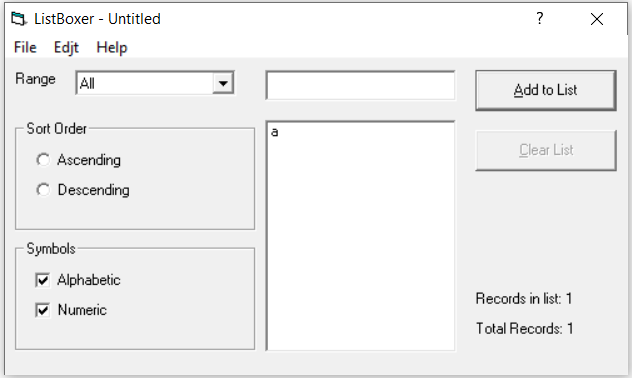 ListBoxer - Untitled
File Edjt Help
Range All Add to List
Sort Order
a
Ascending
Clear List
Descending
Symbols
Alphabetic
Numeric
Records in list: 1
Total Records: 1